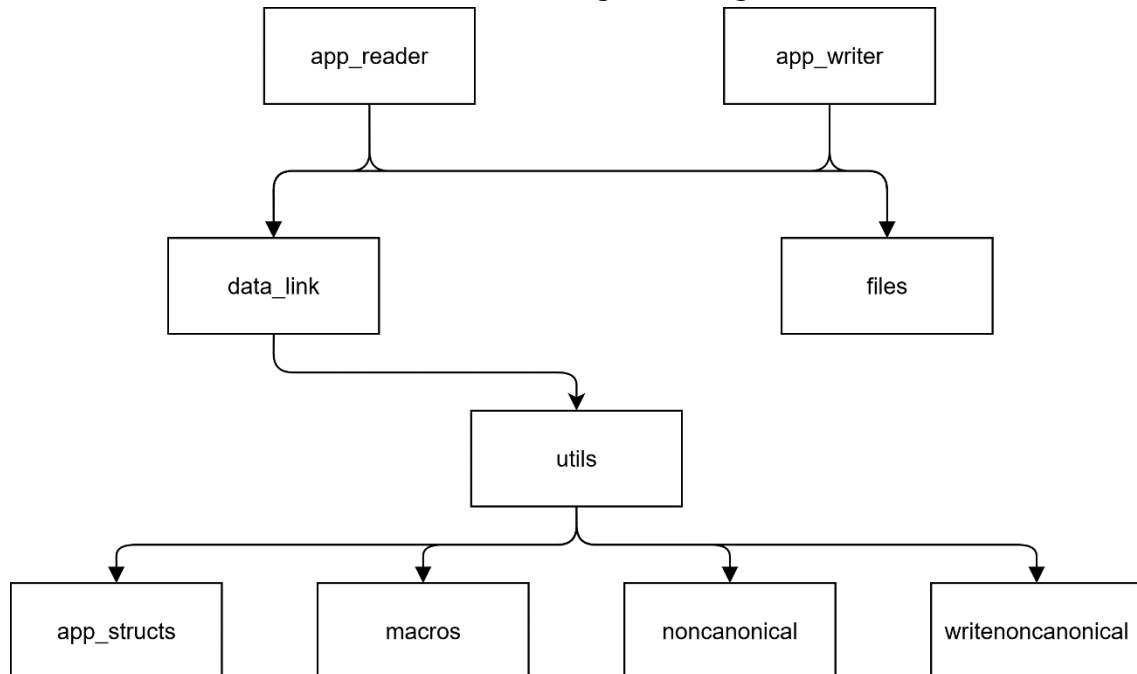 app_reader
app_writer
data_link
files
utils
app_structs
macros
noncanonical
writenoncanonical